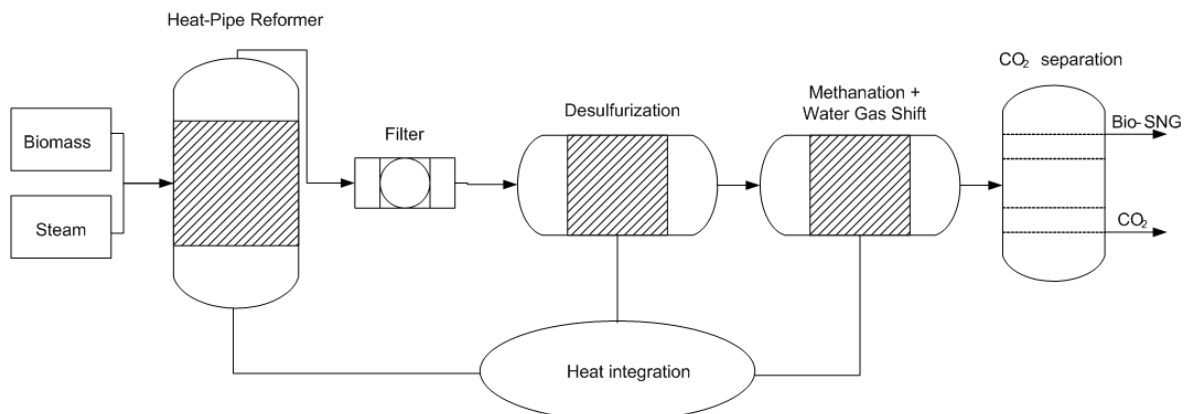 Heat-Pipe Reformer
Biomass
Steam
Filter
Desulfurization
Methanation +
Water Gas Shift
CO₂ separation
Bio-SNG
CO₂
Heat integration